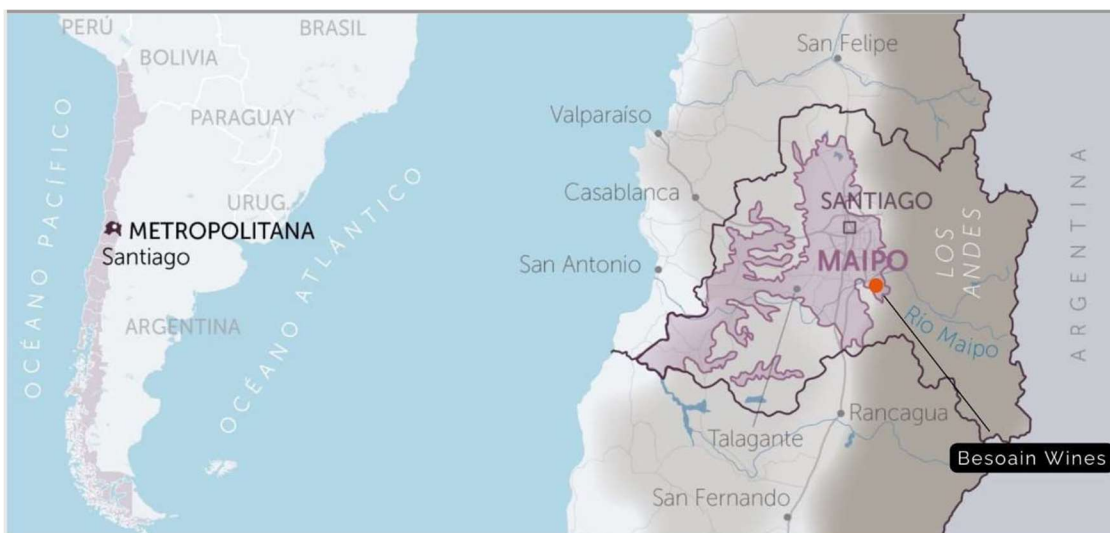 PERÚ
BRASIL
BOLIVIA
PARAGUAY
URUG.
OCÉANO PACÍFICO
OCÉANO ATLÁNTICO
METROPOLITANA
Santiago
ARGENTINA
San Felipe
Valparaíso
Casablanca
SANTIAGO
San Antonio
MAIPO
LOS
ANDES
ARGENTINA
Río Maipo
Rancagua
Talagante
Besoain Wines
San Fernando